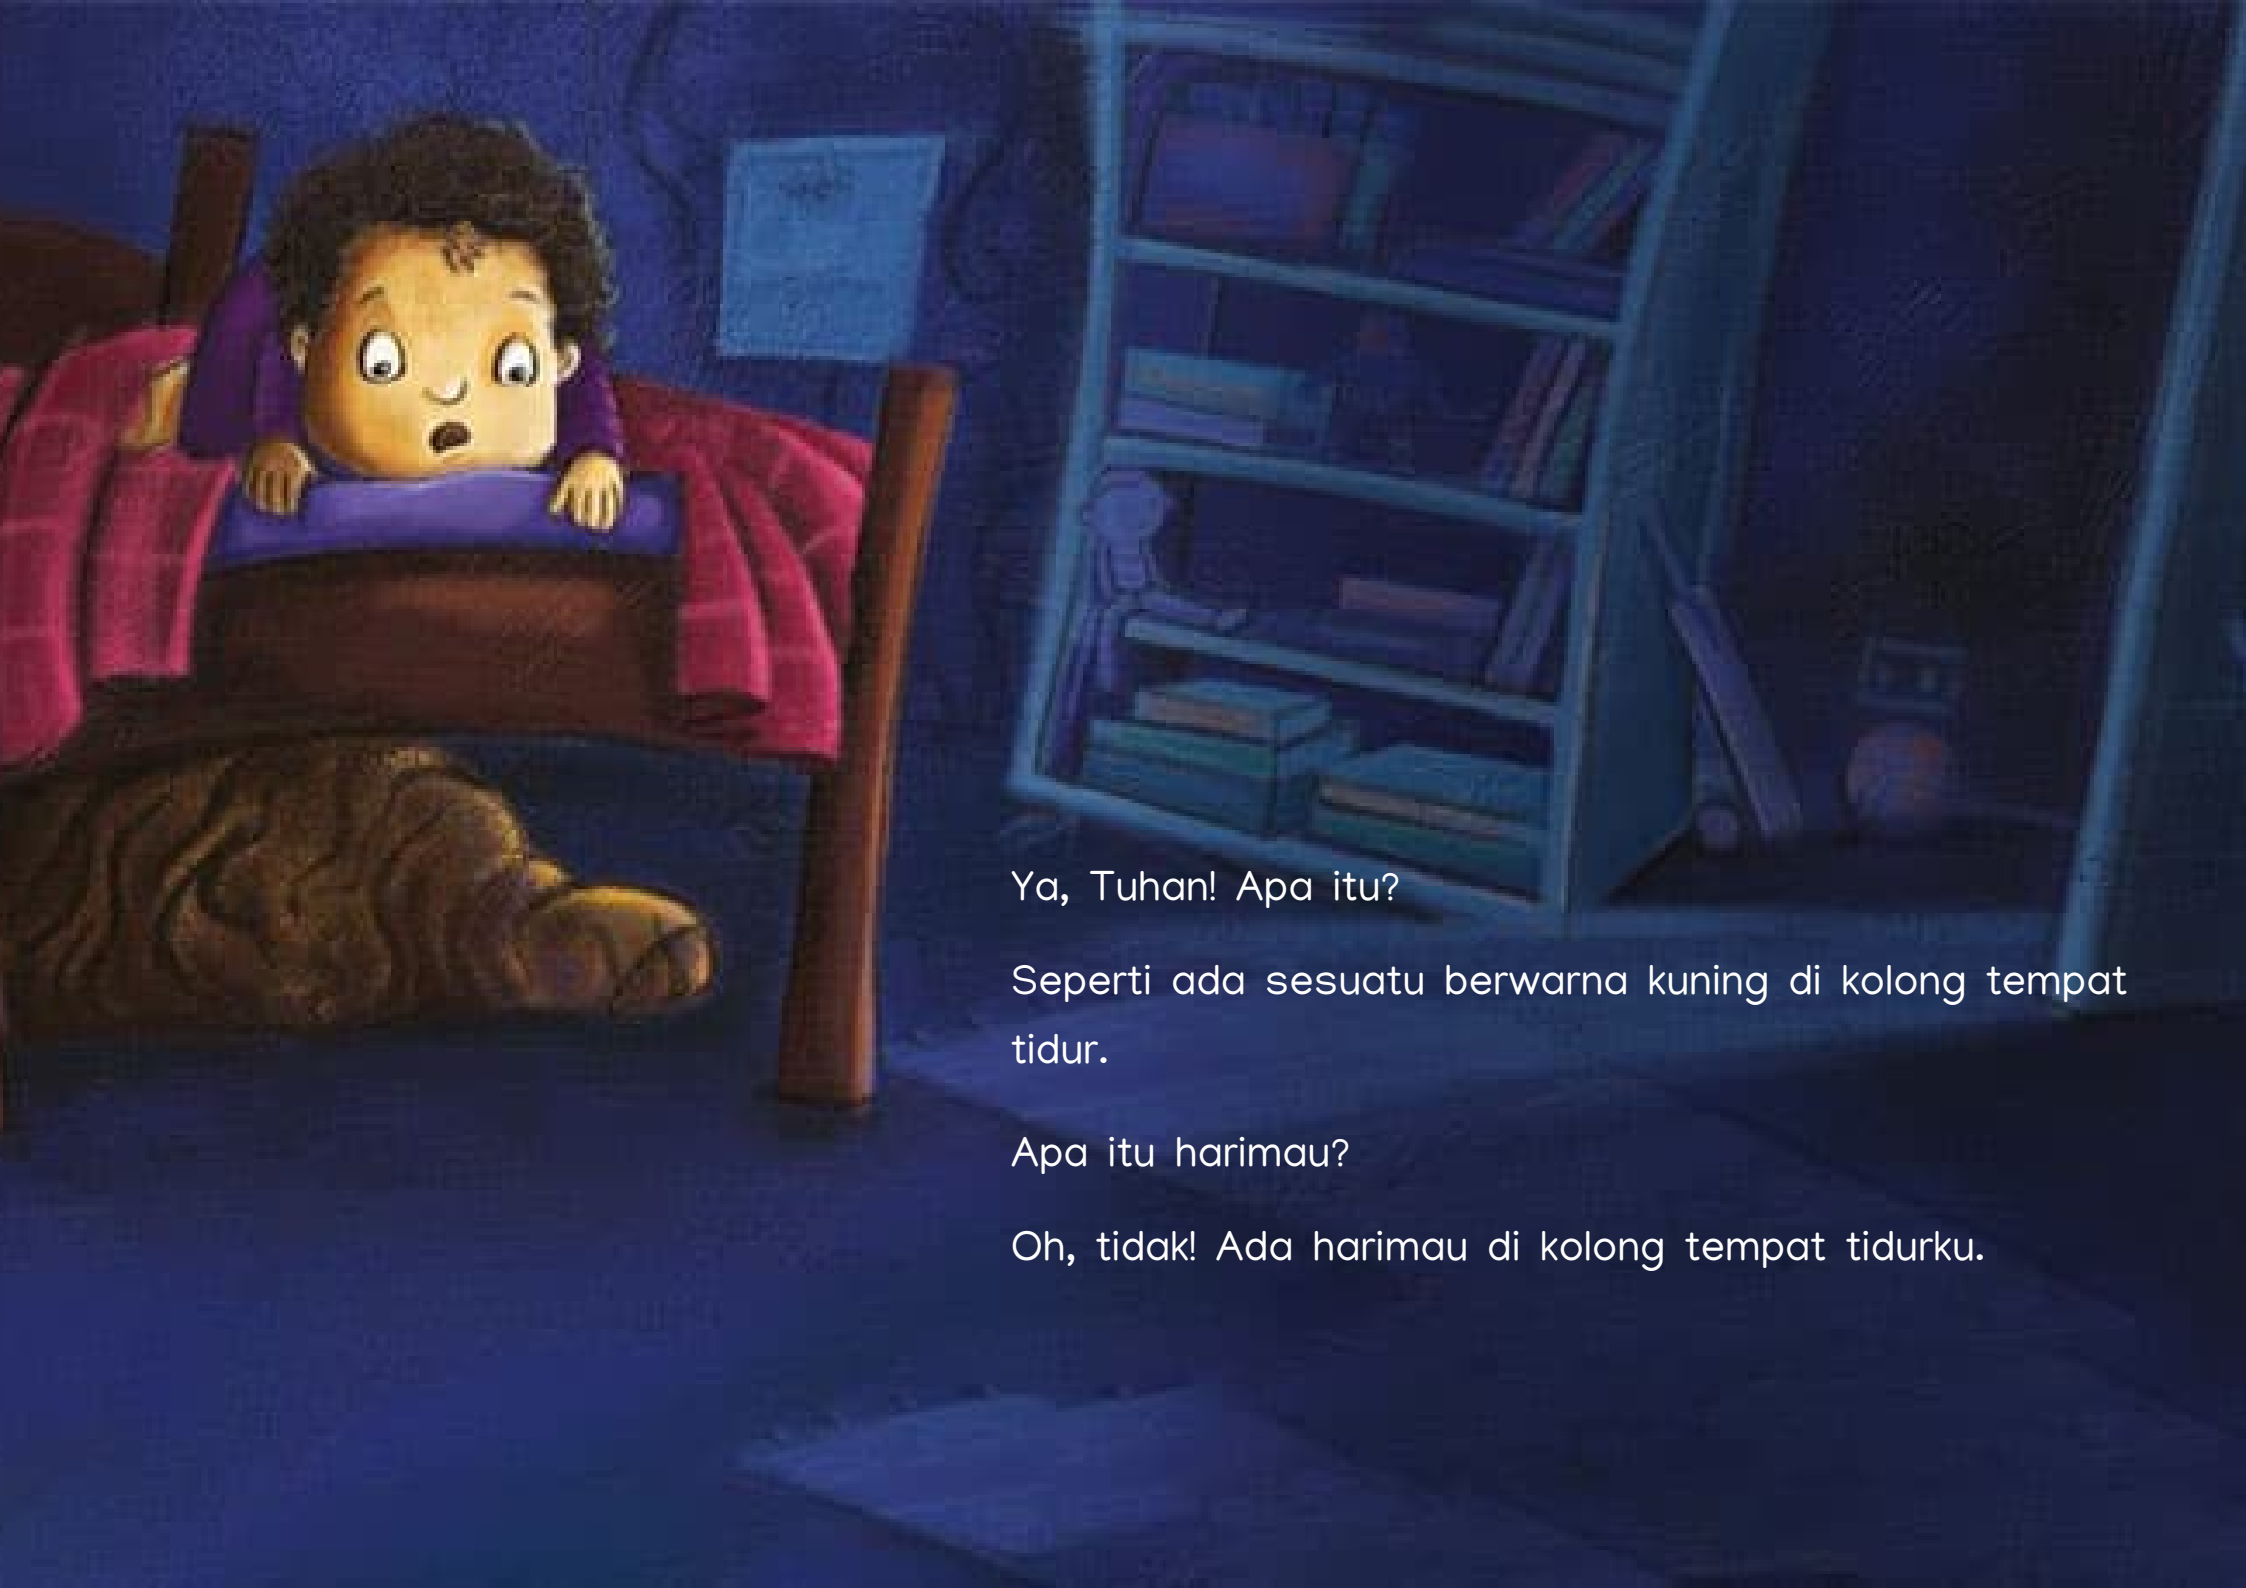 Ya, Tuhan! Apa itu?
Seperti ada sesuatu berwarna kuning di kolong tempat
tidur.
Apa itu harimau?
Oh, tidak! Ada harimau di kolong tempat tidurku.